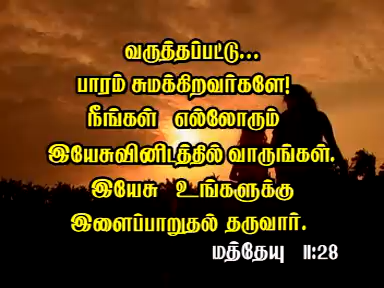 வருத்தப்பட்டு...
பாரம் சுமக்கிறவர்களே!
நீங்கள் எல்லோரும்
இயேசுவினிடத்தில் வாருங்கள்.
இயேசு உங்களுக்கு
இளைப்பாறுதல் தருவார்.
மத்தேயு 11:28